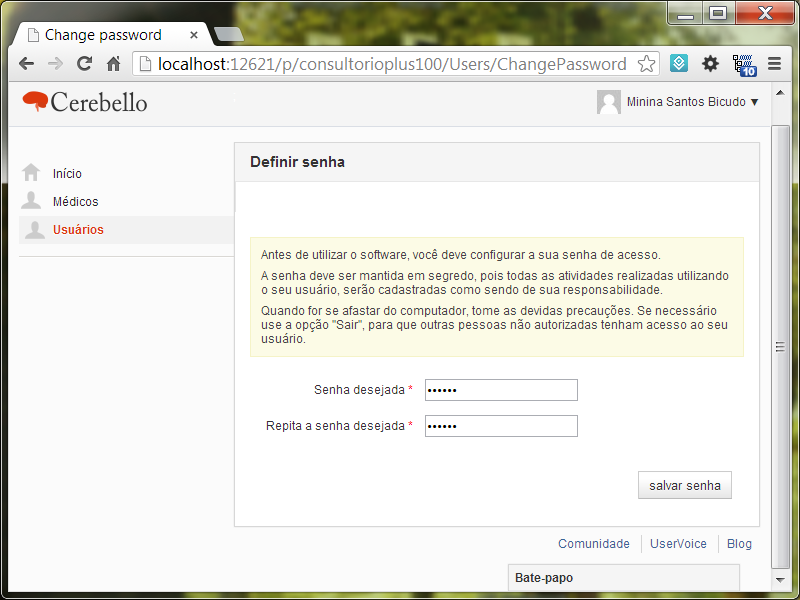 Change password
localhost:12621/p/consultorioplus100/Users/ChangePassword
10
Cerebello
Minina Santos Bicudo ▼
Início
Médicos
Usuários
Definir senha
Antes de utilizar o software, você deve configurar a sua senha de acesso.
A senha deve ser mantida em segredo, pois todas as atividades realizadas utilizando
o seu usuário, serão cadastradas como sendo de sua responsabilidade.
Quando for se afastar do computador, tome as devidas precauções. Se necessário
use a opção "Sair", para que outras pessoas não autorizadas tenham acesso ao seu
usuário.
Senha desejada * ••••••
Repita a senha desejada * ••••••
salvar senha
Comunidade UserVoice Blog
Bate-papo